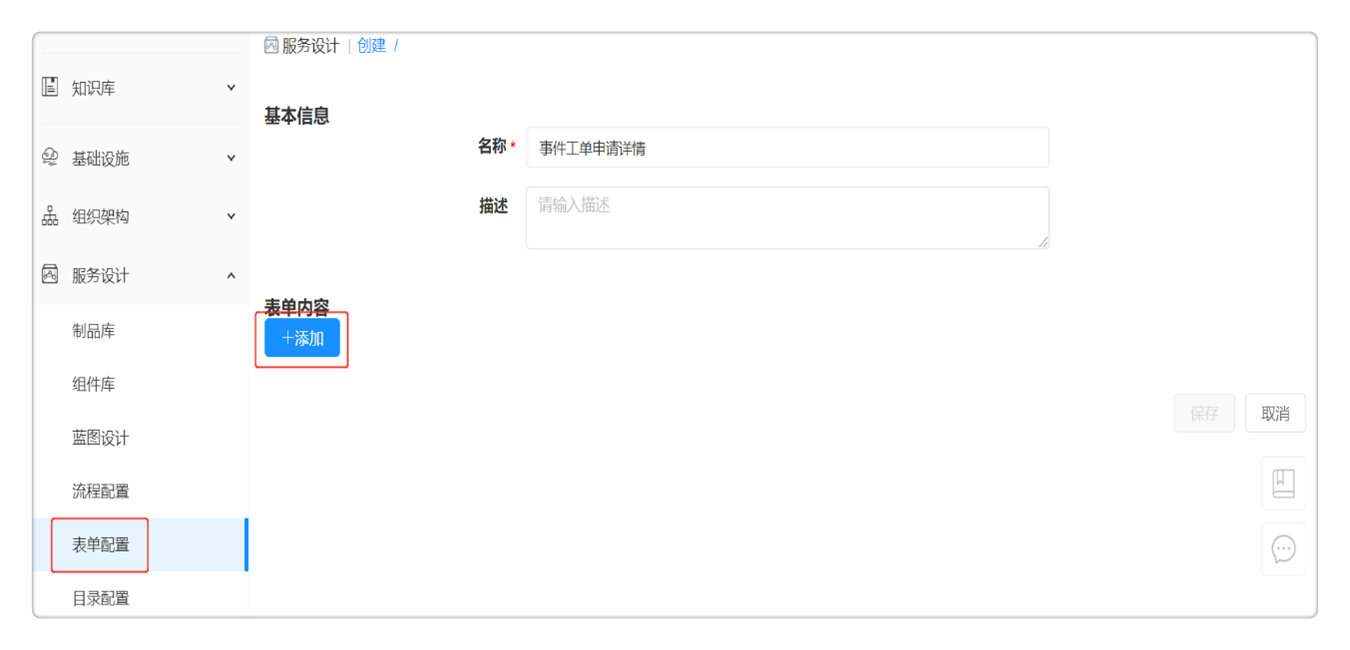 服务设计 | 创建 /
知识库
基础设施
组织架构
服务设计
制品库
组件库
蓝图设计
流程配置
表单配置
目录配置
基本信息
名称 * 事件工单申请详情
描述 请输入描述
表单内容
+添加
保存 取消